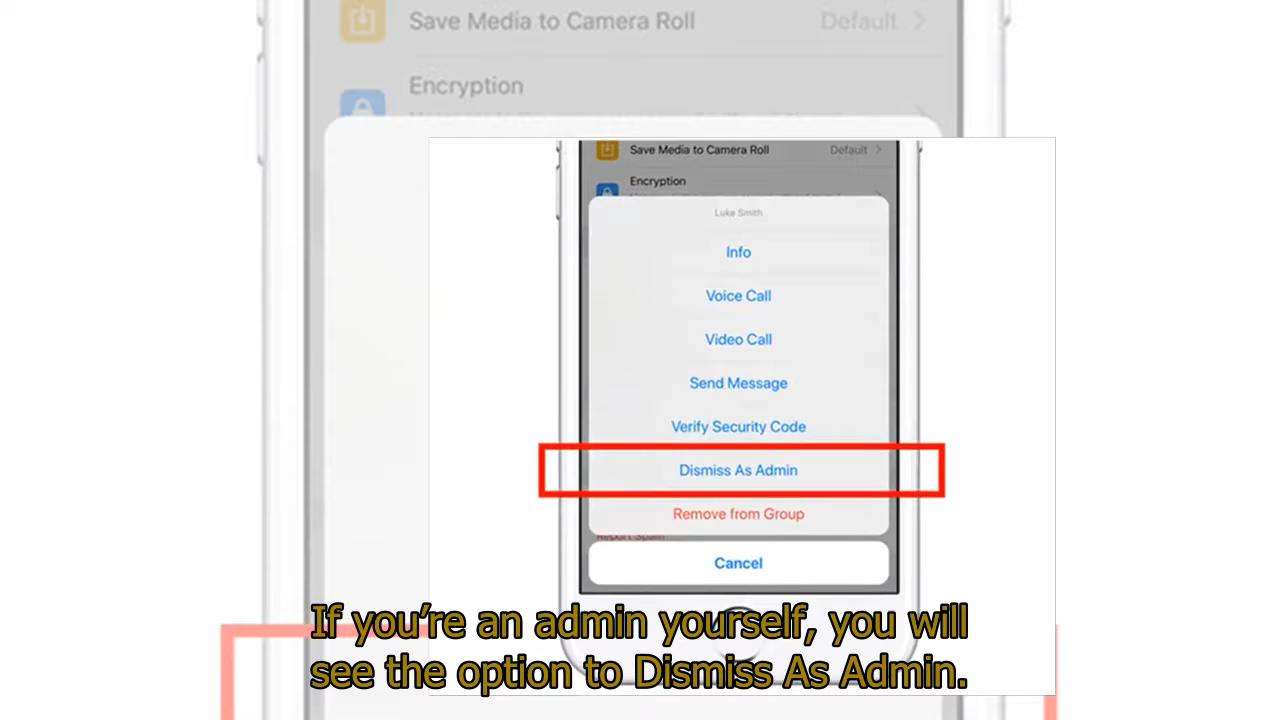 Save Media to Camera Roll Default
Encryption
Save Media to Camera Roll Default
Encryption
Luke Smith
Info
Voice Call
Video Call
Send Message
Verify Security Code
Dismiss As Admin
Remove from Group
Report Spam
Cancel
If you’re an admin yourself, you will
see the option to Dismiss As Admin.